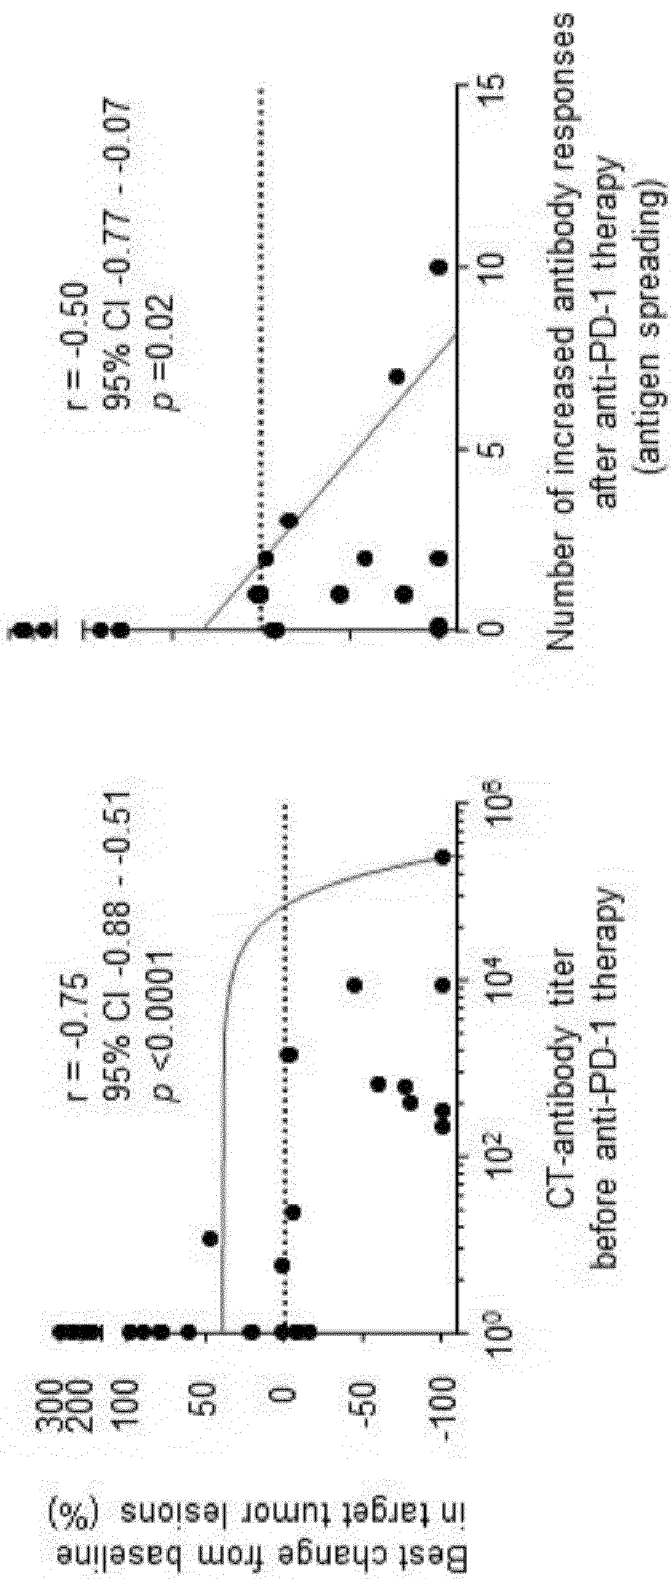 Best change from baseline
in target tumor lesions (%)
300
200
100
50
0
-50
-100
r = -0.75
95% CI -0.88 - -0.51
p <0.0001
10⁰
10²
10⁴
10⁶
CT-antibody titer
before anti-PD-1 therapy
r = -0.50
95% CI -0.77 - -0.07
p =0.02
0
5
10
15
Number of increased antibody responses
after anti-PD-1 therapy
(antigen spreading)